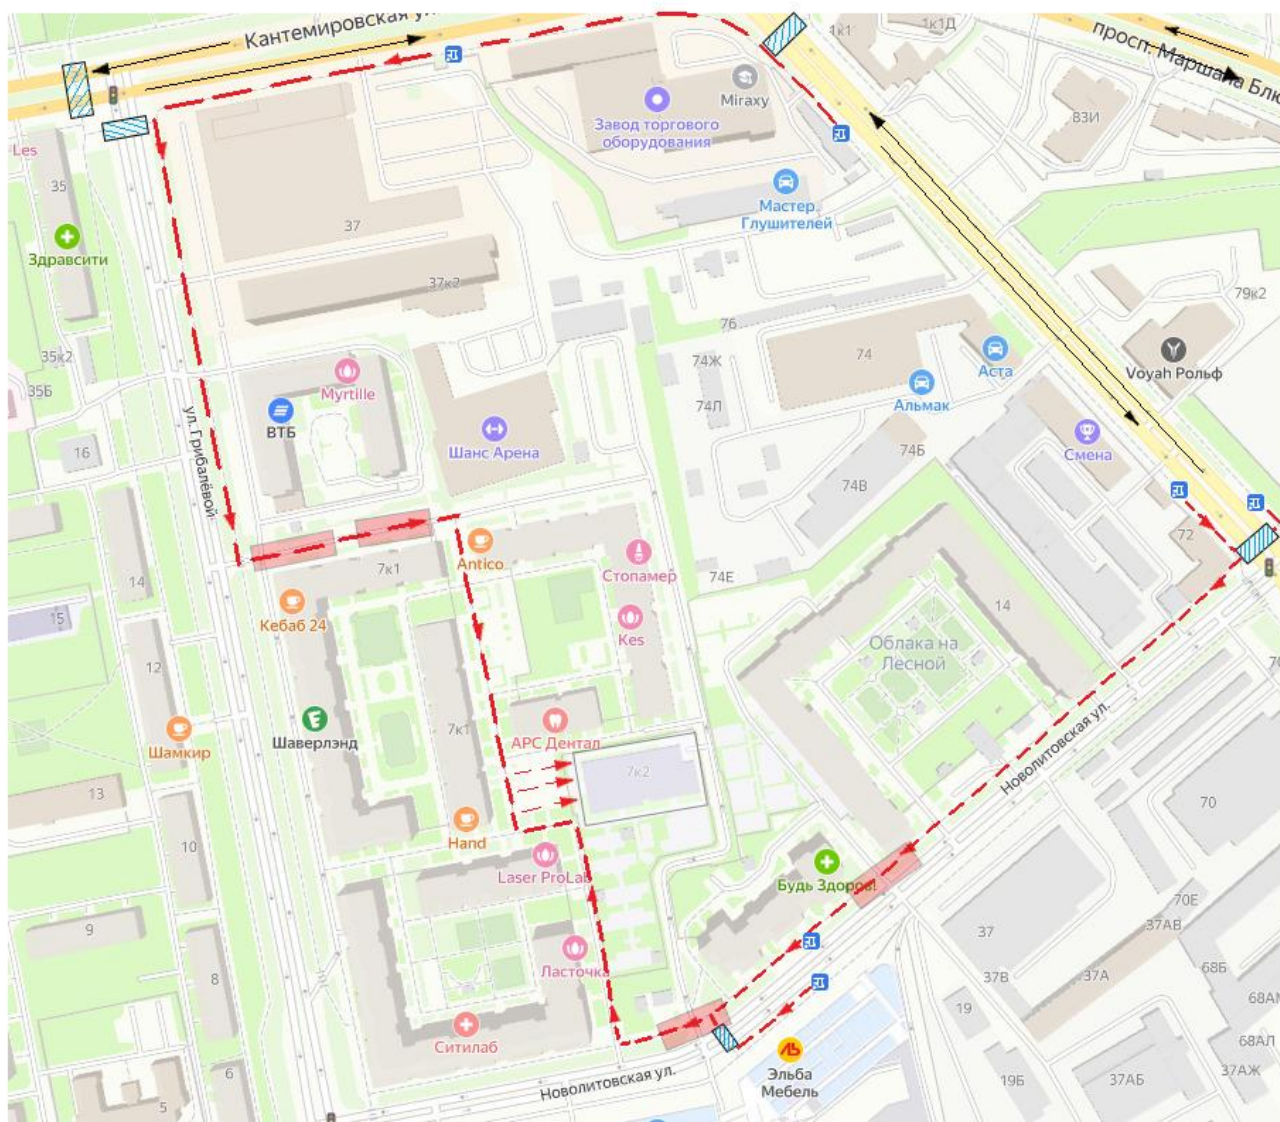 Кантемировская ул.
1к1
1к1Д
просп. Маршала Блю
Miraxy
Завод торгового
оборудования
83И
Les
35
Мастер
Глушителей
37
Здравсити
37к2
79к2
35к2
35Б
76
74Ж
74
Аста
Voyah Рольф
Myrtille
ВТБ
74Л
Альмак
ул. Грибалёвой
16
Шанс Арена
74Б
Смена
74В
72
7к1
Antico
Стопамер
74Е
14
14
15
Кебаб 24
Kes
Облака на
Лесной
12
7к1
Шаверлэнд
АРС Дентал
Шамкир
7к2
Новолитовская ул.
13
70
10
Hand
Laser ProLab
Будь Здоров!
70Е
9
37
37АВ
8
Ласточка
37В
37А
68Б
19
68АМ
Ситилаб
68АЛ
Эльба
Мебель
6
Новолитовская ул.
19Б
37АБ
37АЖ
5